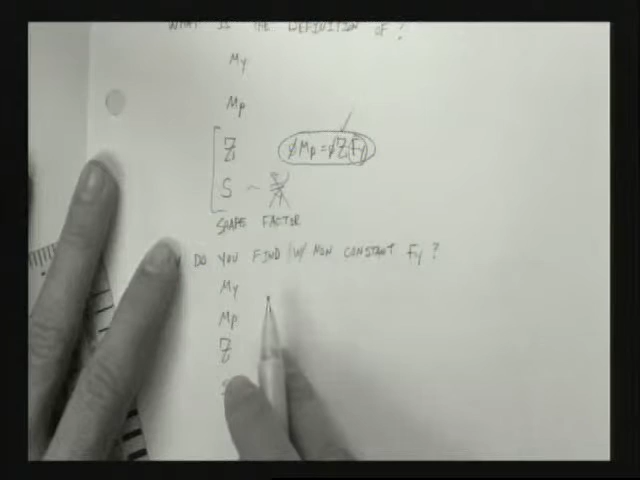 WHAT IS THE DEFINITION OF?
My
Mp
Z ϕMp = ϕZFy
S ~
SHAPE FACTOR
DO YOU FIND W/ NON CONSTANT Fy?
My
Mp
Z